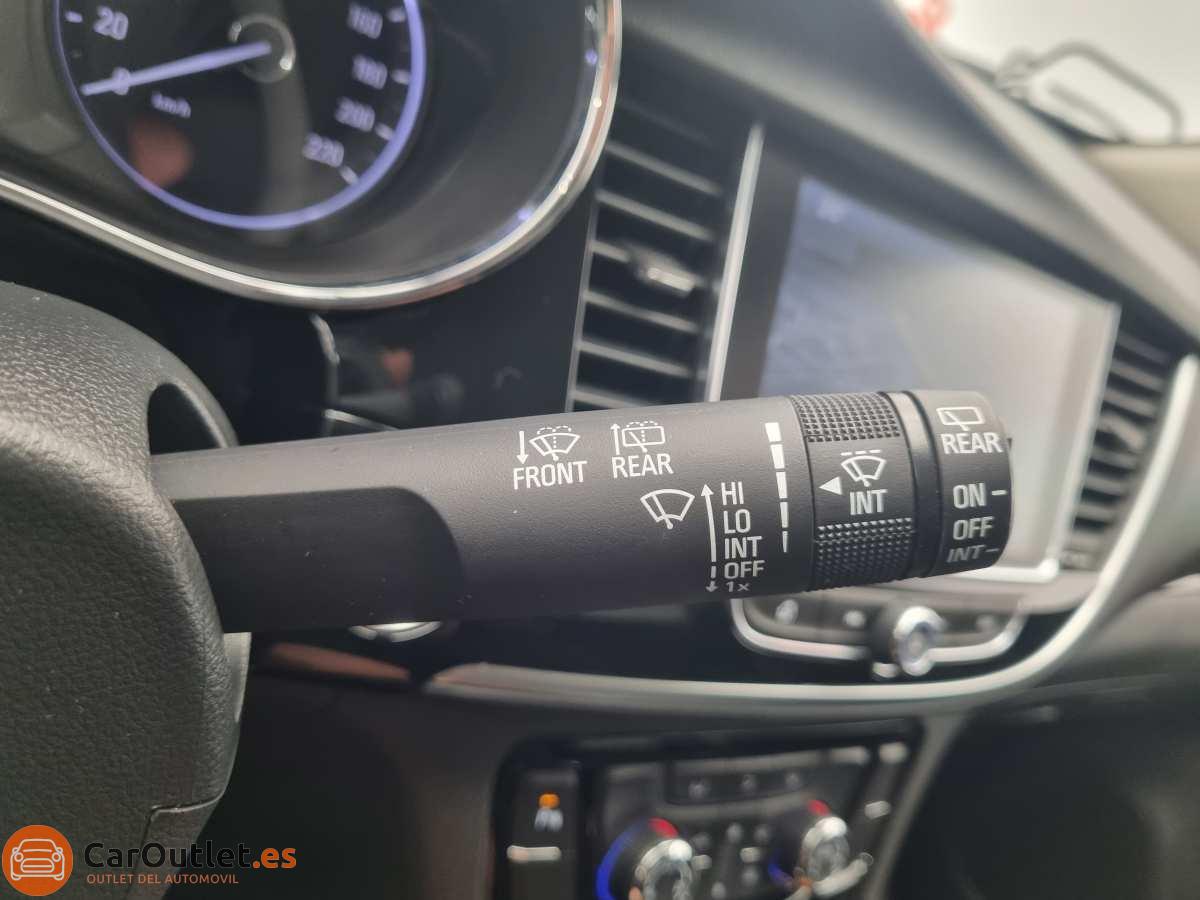 20
0
km/h
160
180
200
220
FRONT
REAR
HI
LO
INT
OFF
1x
INT
REAR
ON
OFF
INT
CarOutlet.es
OUTLET DEL AUTOMOVIL